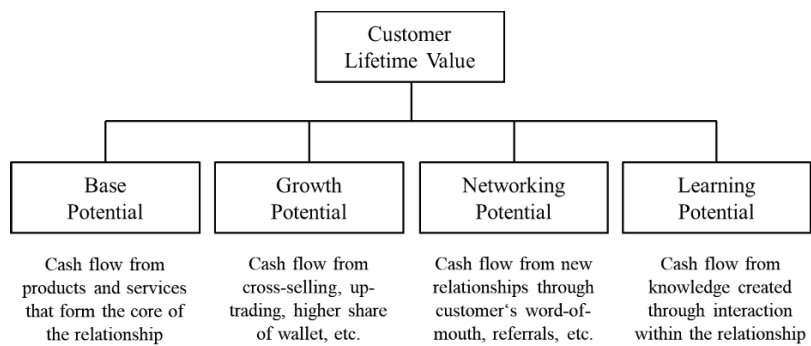 Customer
Lifetime Value
Base
Potential
Growth
Potential
Networking
Potential
Learning
Potential
Cash flow from
products and services
that form the core of
the relationship
Cash flow from
cross-selling, up-
trading, higher share
of wallet, etc.
Cash flow from new
relationships through
customer‘s word-of-
mouth, referrals, etc.
Cash flow from
knowledge created
through interaction
within the relationship